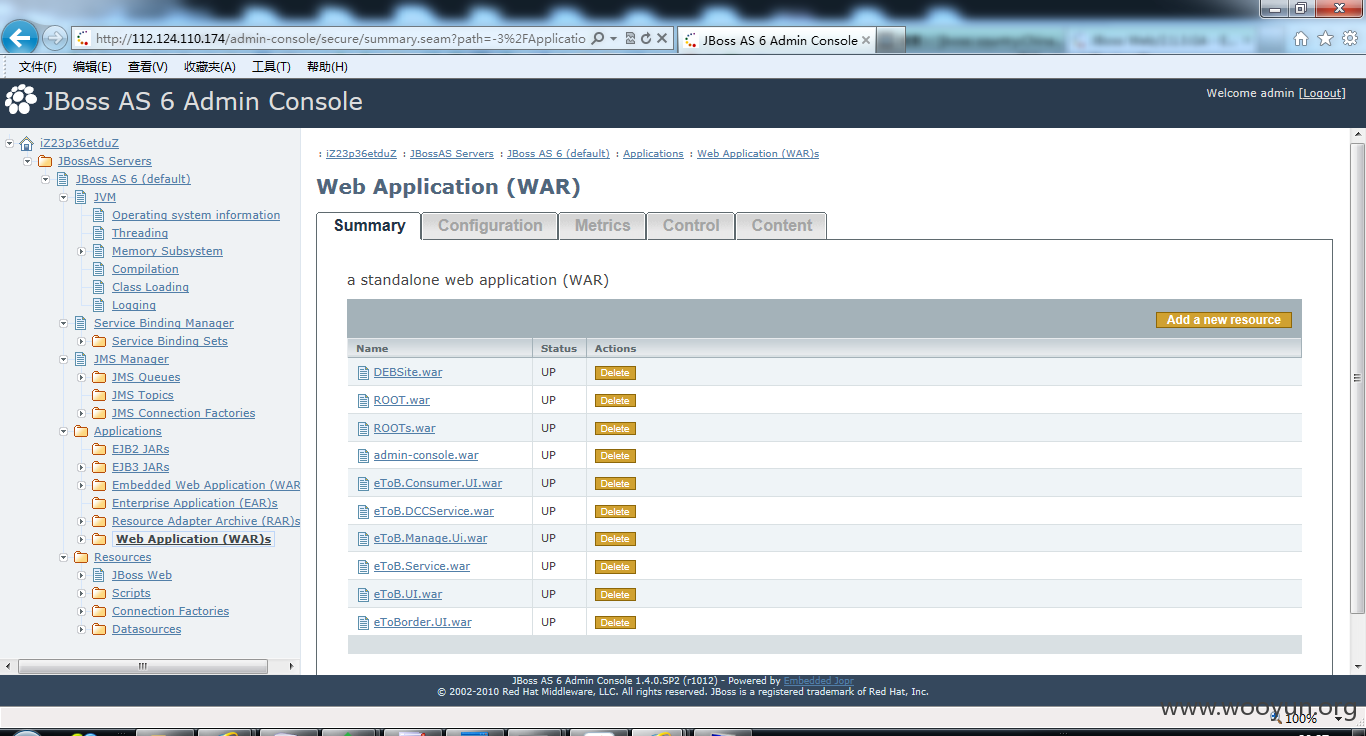 http://112.124.110.174/admin-console/secure/summary.seam?path=-3%2FApplicatio
JBoss AS 6 Admin Console
文件(F) 编辑(E) 查看(V) 收藏夹(A) 工具(T) 帮助(H)
JBoss AS 6 Admin Console
Welcome admin [Logout]
iZ23p36etduZ
JBossAS Servers
JBoss AS 6 (default)
JVM
Operating system information
Threading
Memory Subsystem
Compilation
Class Loading
Logging
Service Binding Manager
Service Binding Sets
JMS Manager
JMS Queues
JMS Topics
JMS Connection Factories
Applications
EJB2 JARs
EJB3 JARs
Embedded Web Application (WAR
Enterprise Application (EAR)s
Resource Adapter Archive (RAR)s
Web Application (WAR)s
Resources
JBoss Web
Scripts
Connection Factories
Datasources
: iZ23p36etduZ : JBossAS Servers : JBoss AS 6 (default) : Applications : Web Application (WAR)s
Web Application (WAR)
Summary Configuration Metrics Control Content
a standalone web application (WAR)
Add a new resource
Name Status Actions
DEBSite.war UP Delete
ROOT.war UP Delete
ROOTs.war UP Delete
admin-console.war UP Delete
eToB.Consumer.UI.war UP Delete
eToB.DCCService.war UP Delete
eToB.Manage.Ui.war UP Delete
eToB.Service.war UP Delete
eToB.UI.war UP Delete
eToBorder.UI.war UP Delete
JBoss AS 6 Admin Console 1.4.0.SP2 (r1012) - Powered by Embedded Jopr
© 2002-2010 Red Hat Middleware, LLC. All rights reserved. JBoss is a registered trademark of Red Hat, Inc.
www.wooyun.org
100%